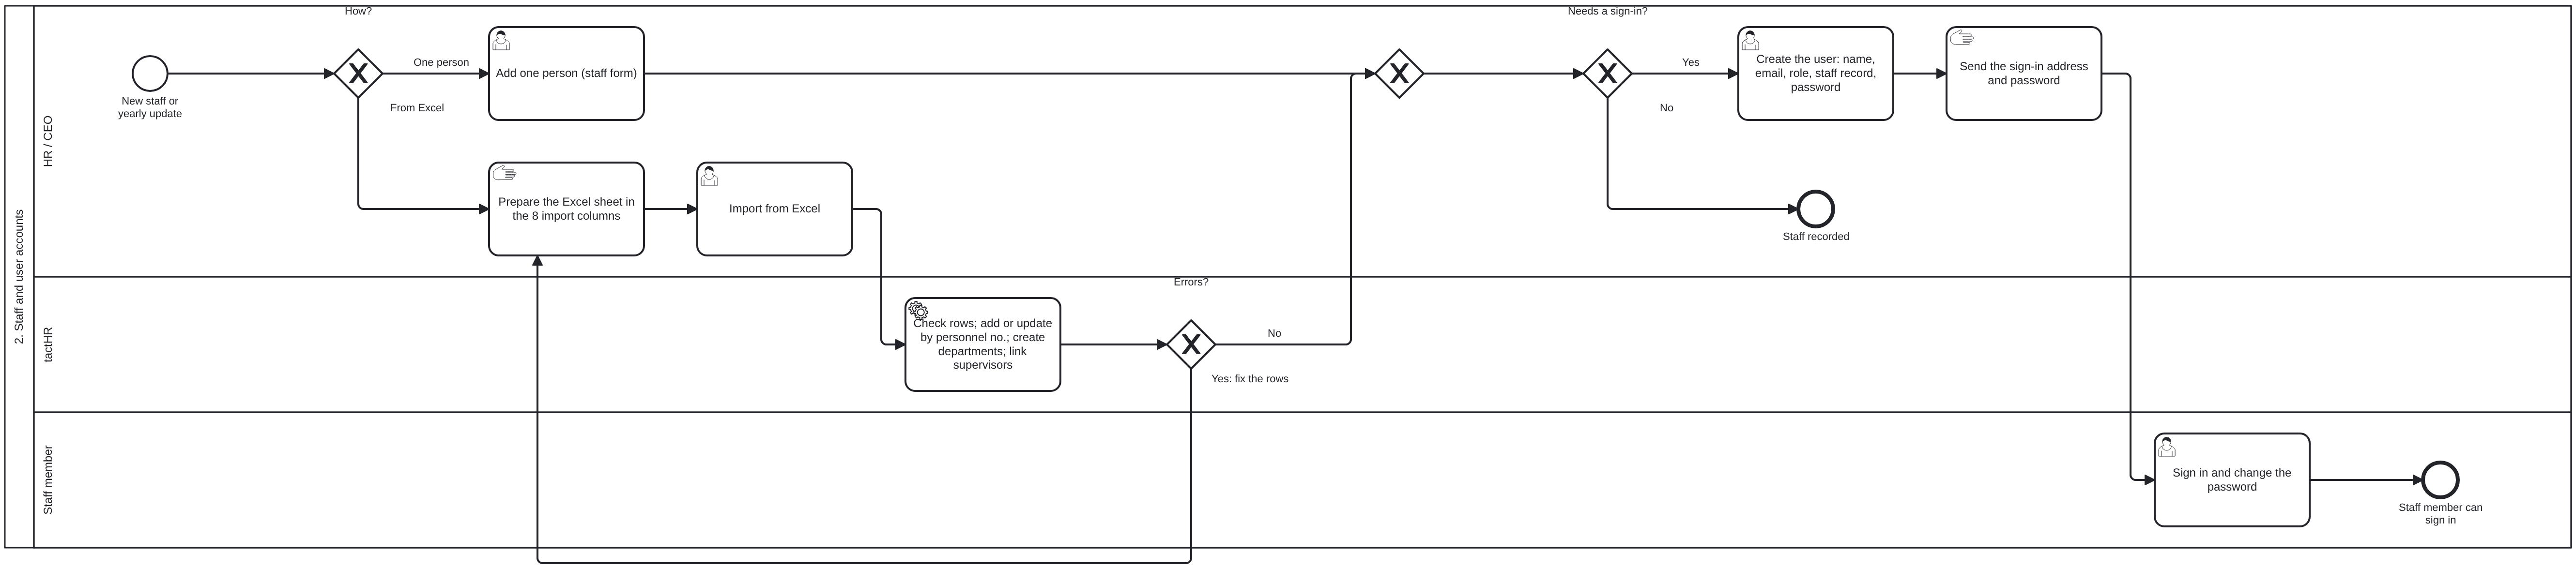 2. Staff and user accounts
HR / CEO
How?
Needs a sign-in?
New staff or
yearly update
One person
From Excel
Add one person (staff form)
Yes
No
Create the user: name,
email, role, staff record,
password
Send the sign-in address
and password
Prepare the Excel sheet in
the 8 import columns
Import from Excel
Staff recorded
tactHR
Errors?
Check rows; add or update
by personnel no.; create
departments; link
supervisors
No
Yes: fix the rows
Staff member
Sign in and change the
password
Staff member can
sign in